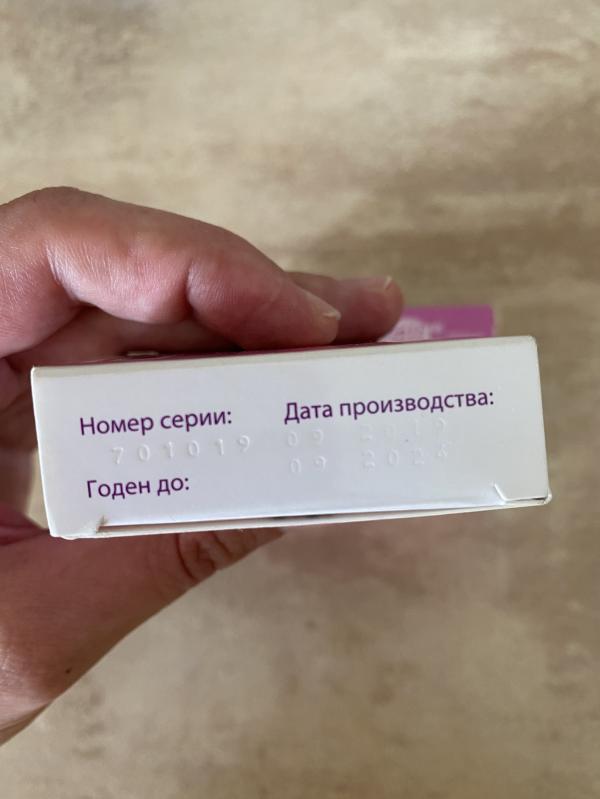 Номер серии:
Дата производства:
701019
09 2019
09 2024
Годен до: